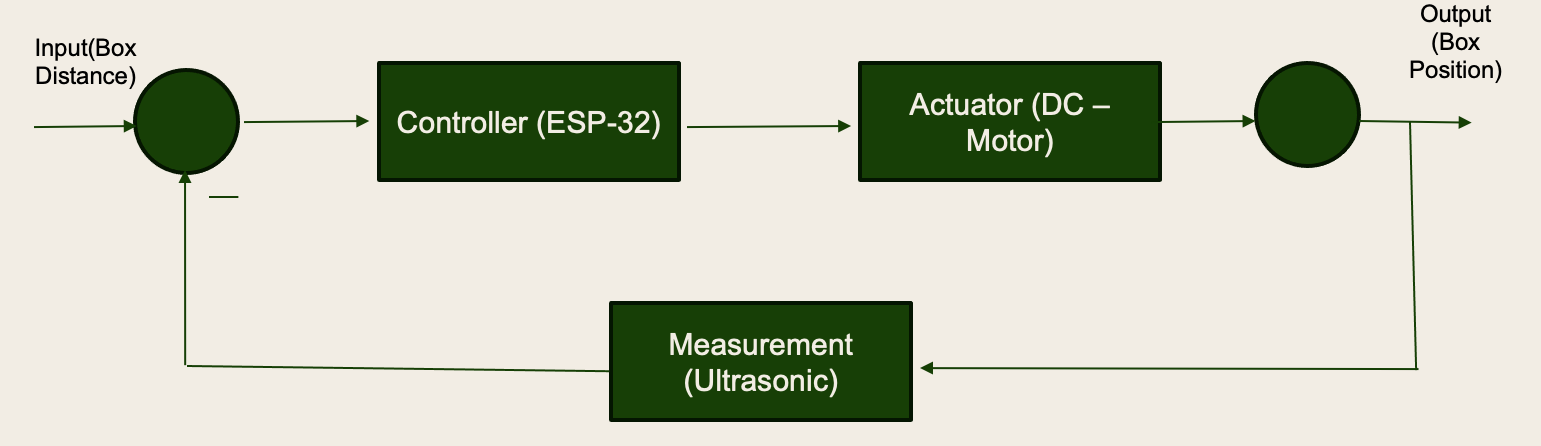 Input(Box
Distance)
Controller (ESP-32)
Actuator (DC –
Motor)
Output
(Box
Position)
—
Measurement
(Ultrasonic)